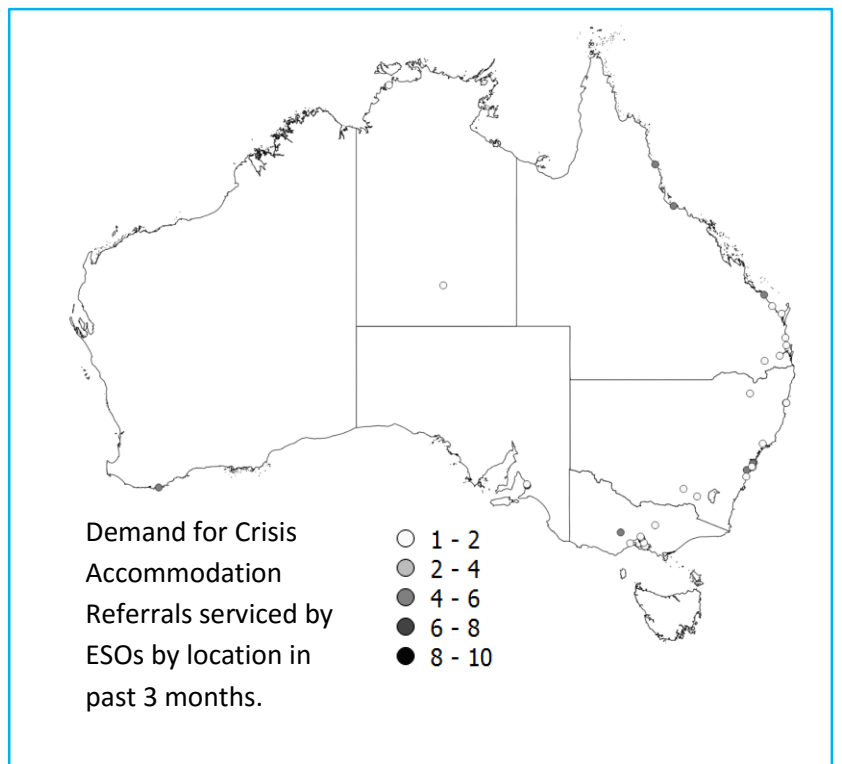 Demand for Crisis
Accommodation
Referrals serviced by
ESOs by location in
past 3 months.
1 - 2
2 - 4
4 - 6
6 - 8
8 - 10